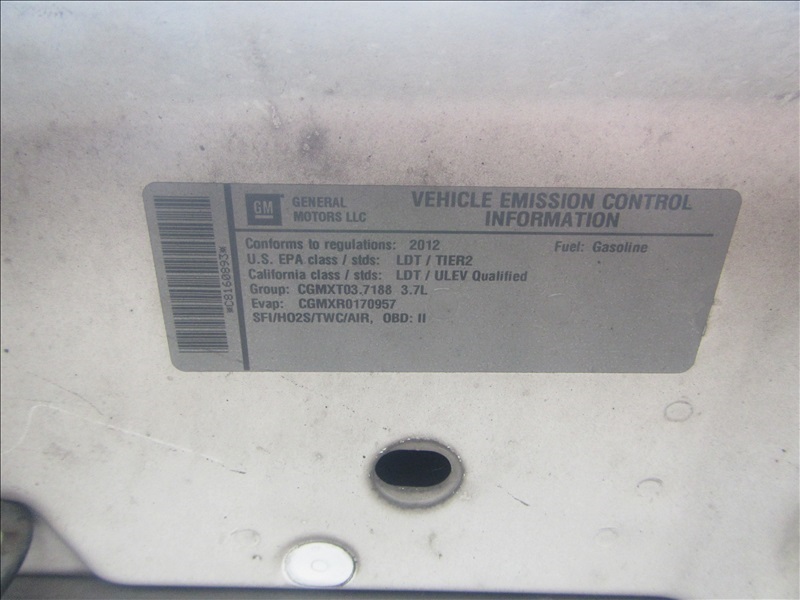 *C8160893*
GM
GENERAL MOTORS LLC
VEHICLE EMISSION CONTROL
INFORMATION
Conforms to regulations: 2012 Fuel: Gasoline
U.S. EPA class / stds: LDT / TIER2
California class / stds: LDT / ULEV Qualified
Group: CGMXT03.7188 3.7L
Evap: CGMXR0170957
SFI/HO2S/TWC/AIR, OBD: II